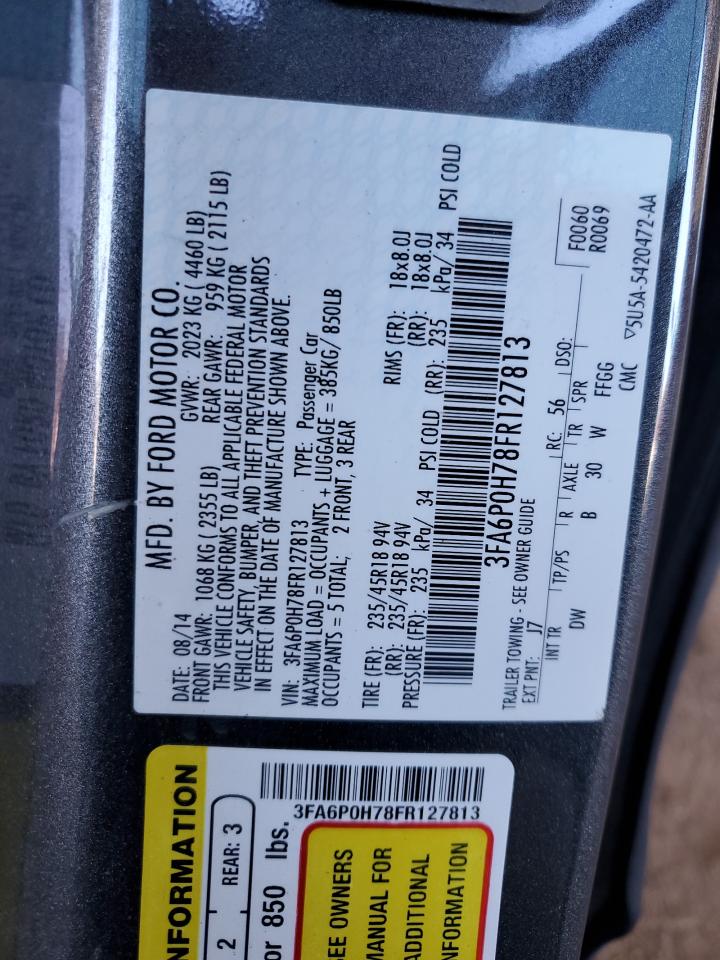 MFD. BY FORD MOTOR CO.
DATE: 08/14 GVWR: 2023 KG ( 4460 LB)
FRONT GAWR: 1068 KG ( 2355 LB) REAR GAWR: 959 KG ( 2115 LB)
THIS VEHICLE CONFORMS TO ALL APPLICABLE FEDERAL MOTOR
VEHICLE SAFETY, BUMPER, AND THEFT PREVENTION STANDARDS
IN EFFECT ON THE DATE OF MANUFACTURE SHOWN ABOVE.
VIN: 3FA6P0H78FR127813 TYPE: Passenger Car
MAXIMUM LOAD = OCCUPANTS + LUGGAGE = 385KG/ 850LB
OCCUPANTS = 5 TOTAL; 2 FRONT, 3 REAR
TIRE (FR): 235/45R18 94V RIMS (FR): 18x8.0J
(RR): 235/45R18 94V (RR): 18x8.0J
PRESSURE (FR): 235 kPa/ 34 PSI COLD (RR): 235 kPa/ 34 PSI COLD
3FA6P0H78FR127813
TRAILER TOWING - SEE OWNER GUIDE
EXT PNT: J7 RC: 56 DSO:
F0060
R0069
INT TR TP/PS R AXLE TR SPR
DW B 30 W FFGG
CMC ▽5U5A-5420472-AA
NFORMATION
2 REAR: 3
or 850 lbs.
3FA6P0H78FR127813
EE OWNERS
MANUAL FOR
ADDITIONAL
NFORMATION